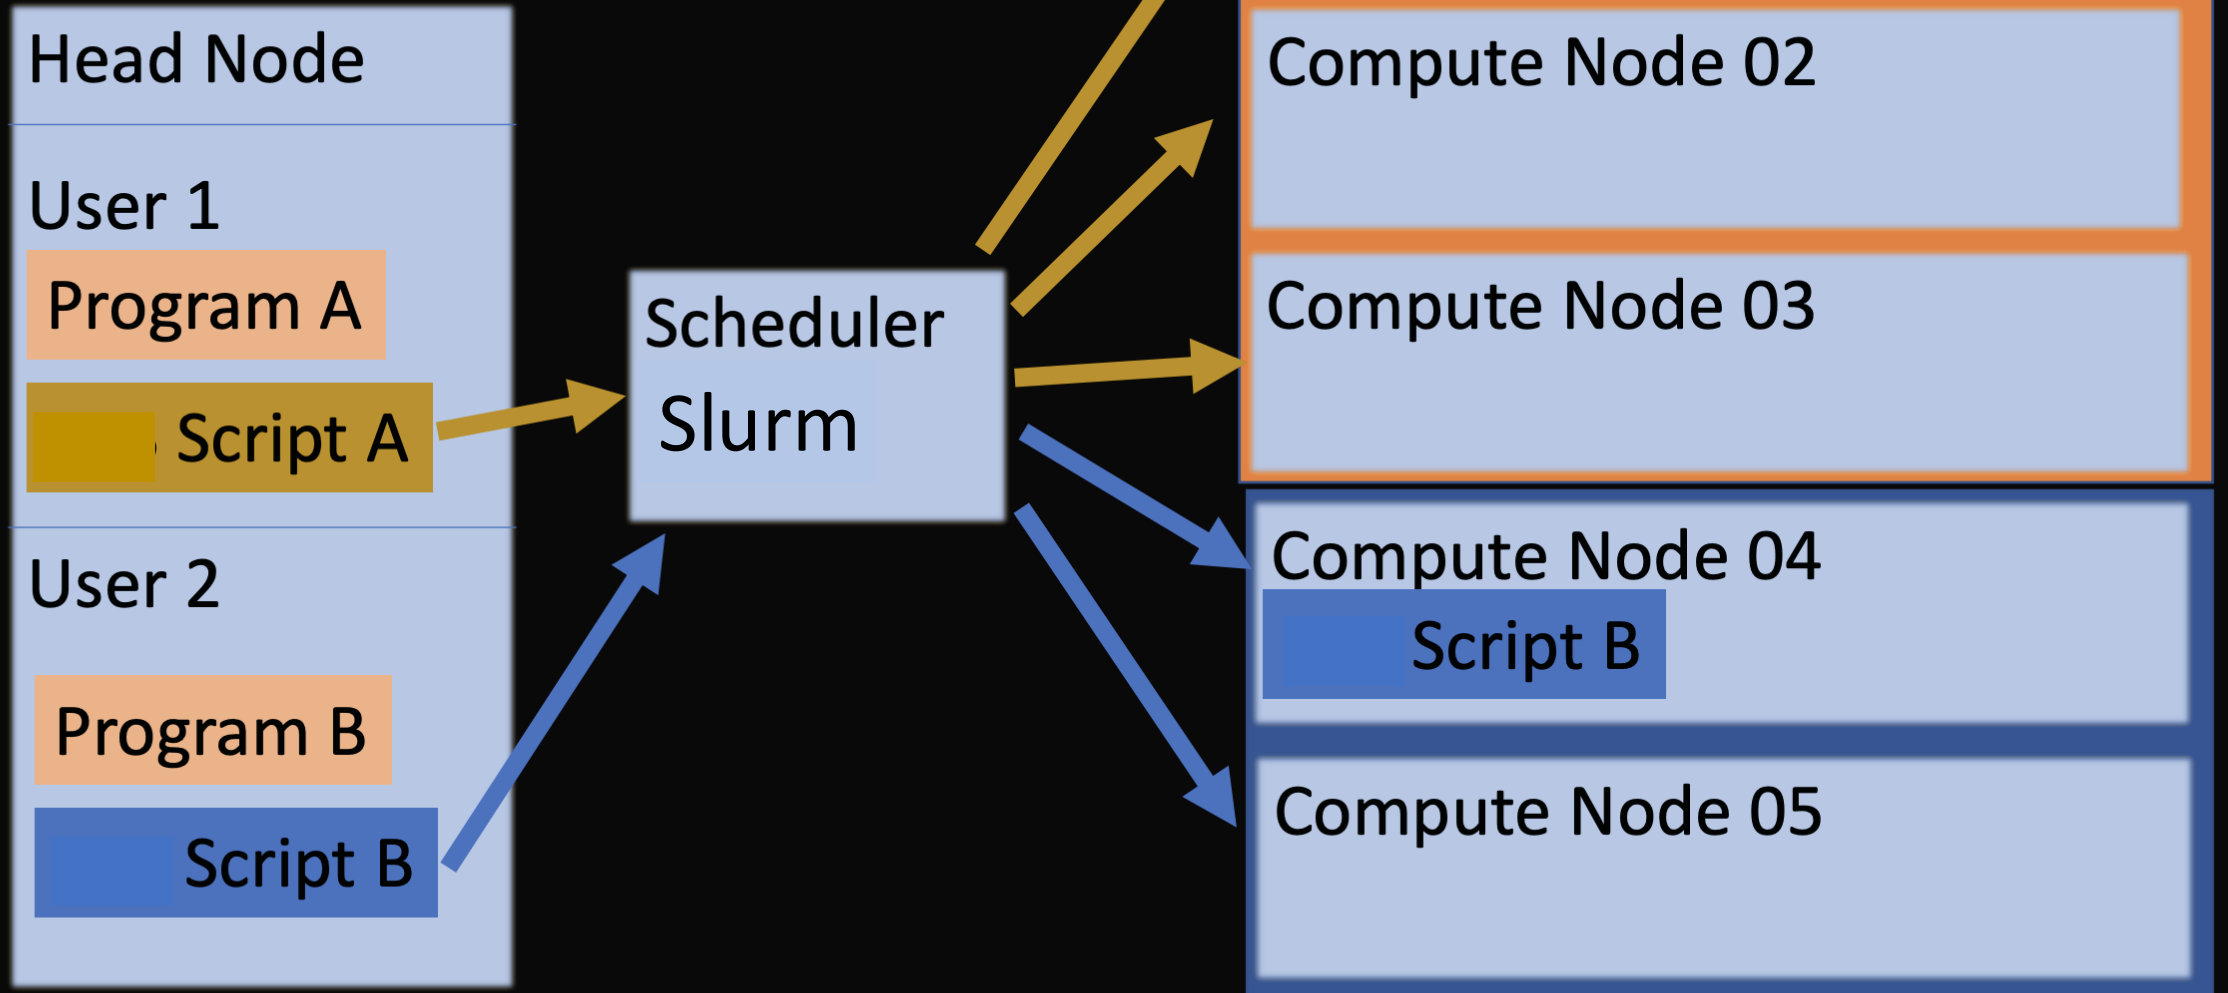 Head Node
User 1
Program A
Script A
User 2
Program B
Script B
Scheduler
Slurm
Compute Node 02
Compute Node 03
Compute Node 04
Script B
Compute Node 05